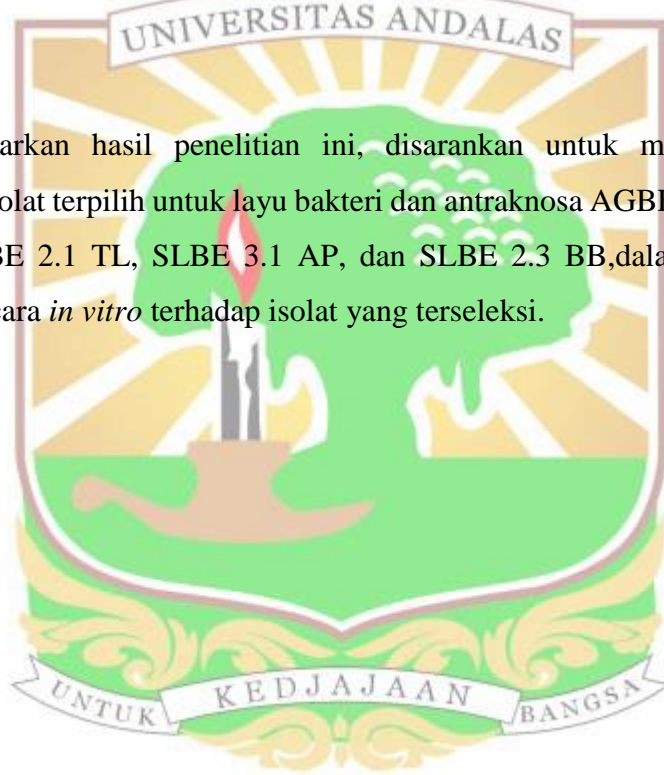 UNIVERSITAS ANDALAS
arkan hasil penelitian ini, disarankan untuk m
olat terpilih untuk layu bakteri dan antraknosa AGBE
BE 2.1 TL, SLBE 3.1 AP, dan SLBE 2.3 BB,dala
cara in vitro terhadap isolat yang terseleksi.
UNTUK KEDJAJAAN BANGSA